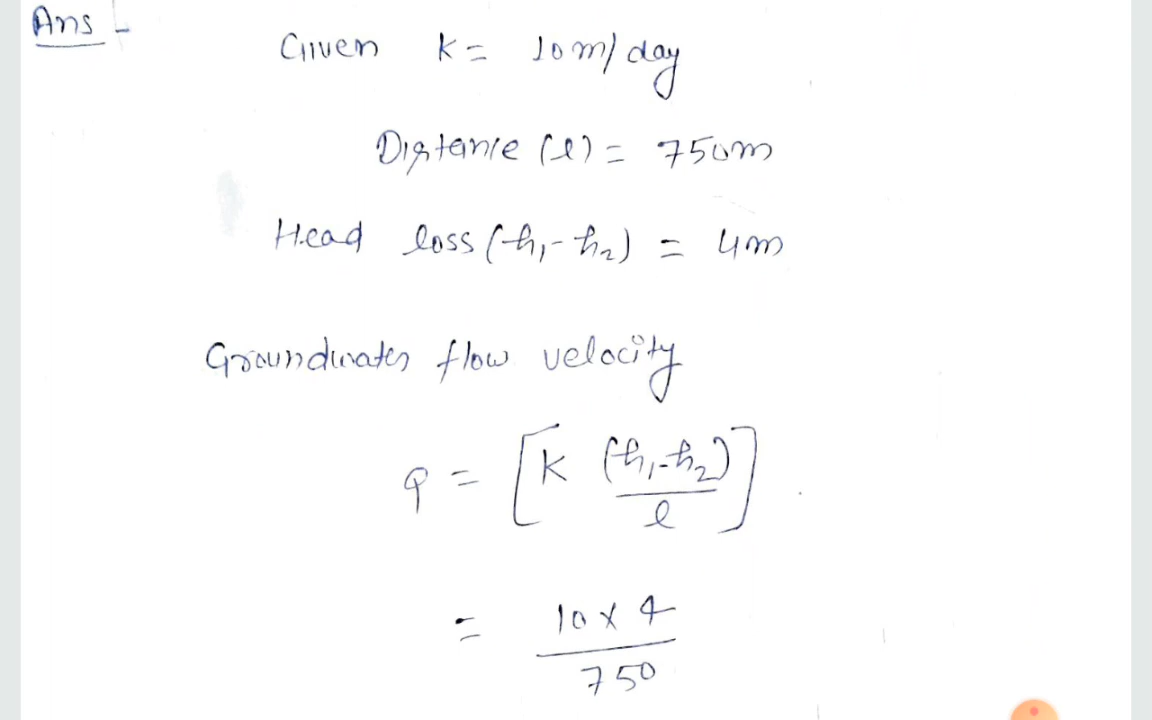 Ans -
Given K = 10 m/day
Distance (l) = 750m
Head loss (h₁-h₂) = 4m
Groundwater flow velocity
q = [K (h₁-h₂) / l]
= 10 x 4 / 750